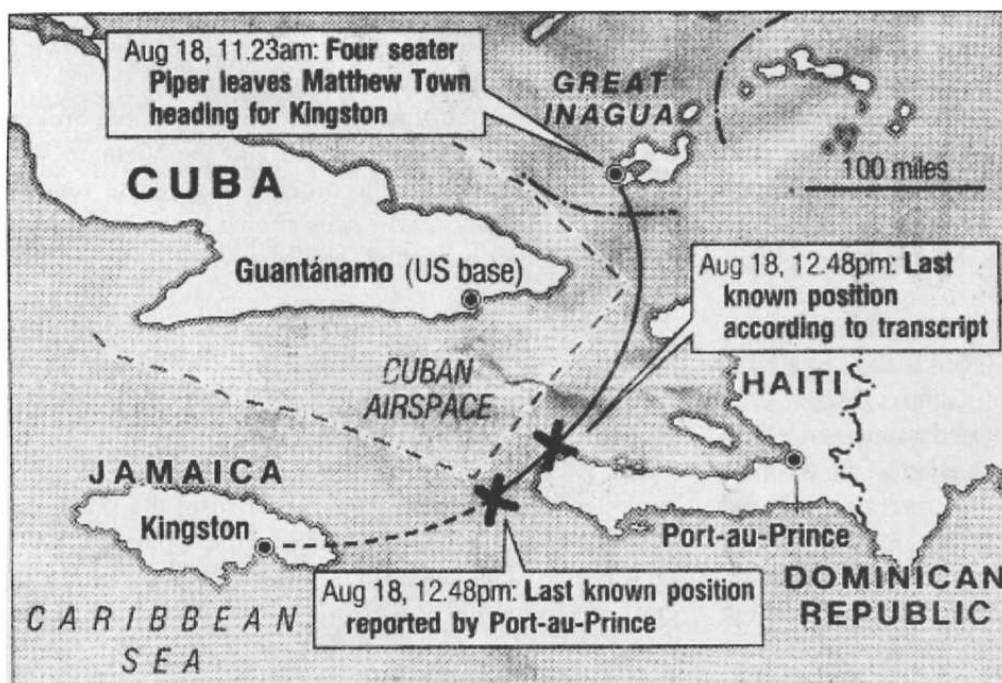 Aug 18, 11.23am: Four seater
Piper leaves Matthew Town
heading for Kingston
GREAT
INAGUA
100 miles
CUBA
Guantánamo (US base)
Aug 18, 12.48pm: Last
known position
according to transcript
CUBAN
AIRSPACE
HAITI
JAMAICA
Kingston
Port-au-Prince
Aug 18, 12.48pm: Last known position
reported by Port-au-Prince
DOMINICAN
REPUBLIC
CARIBBEAN
SEA